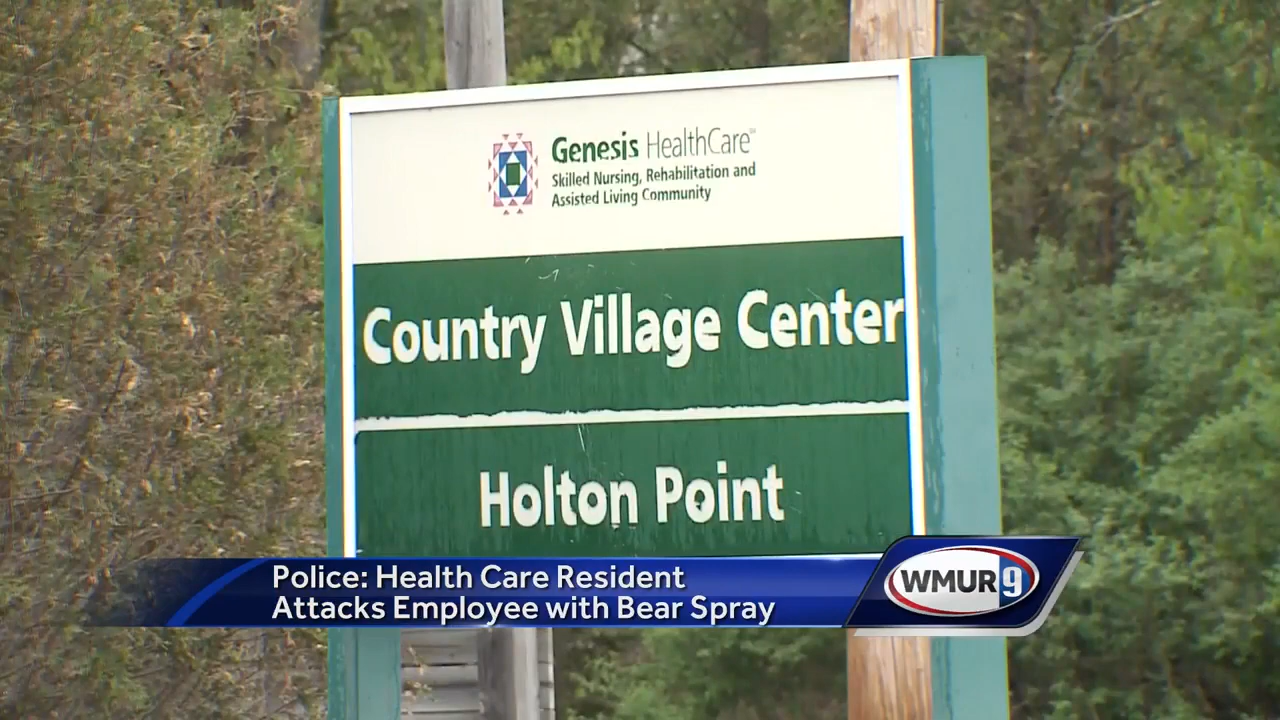 Genesis HealthCare℠
Skilled Nursing, Rehabilitation and
Assisted Living Community
Country Village Center
Holton Point
Police: Health Care Resident
Attacks Employee with Bear Spray
WMUR9